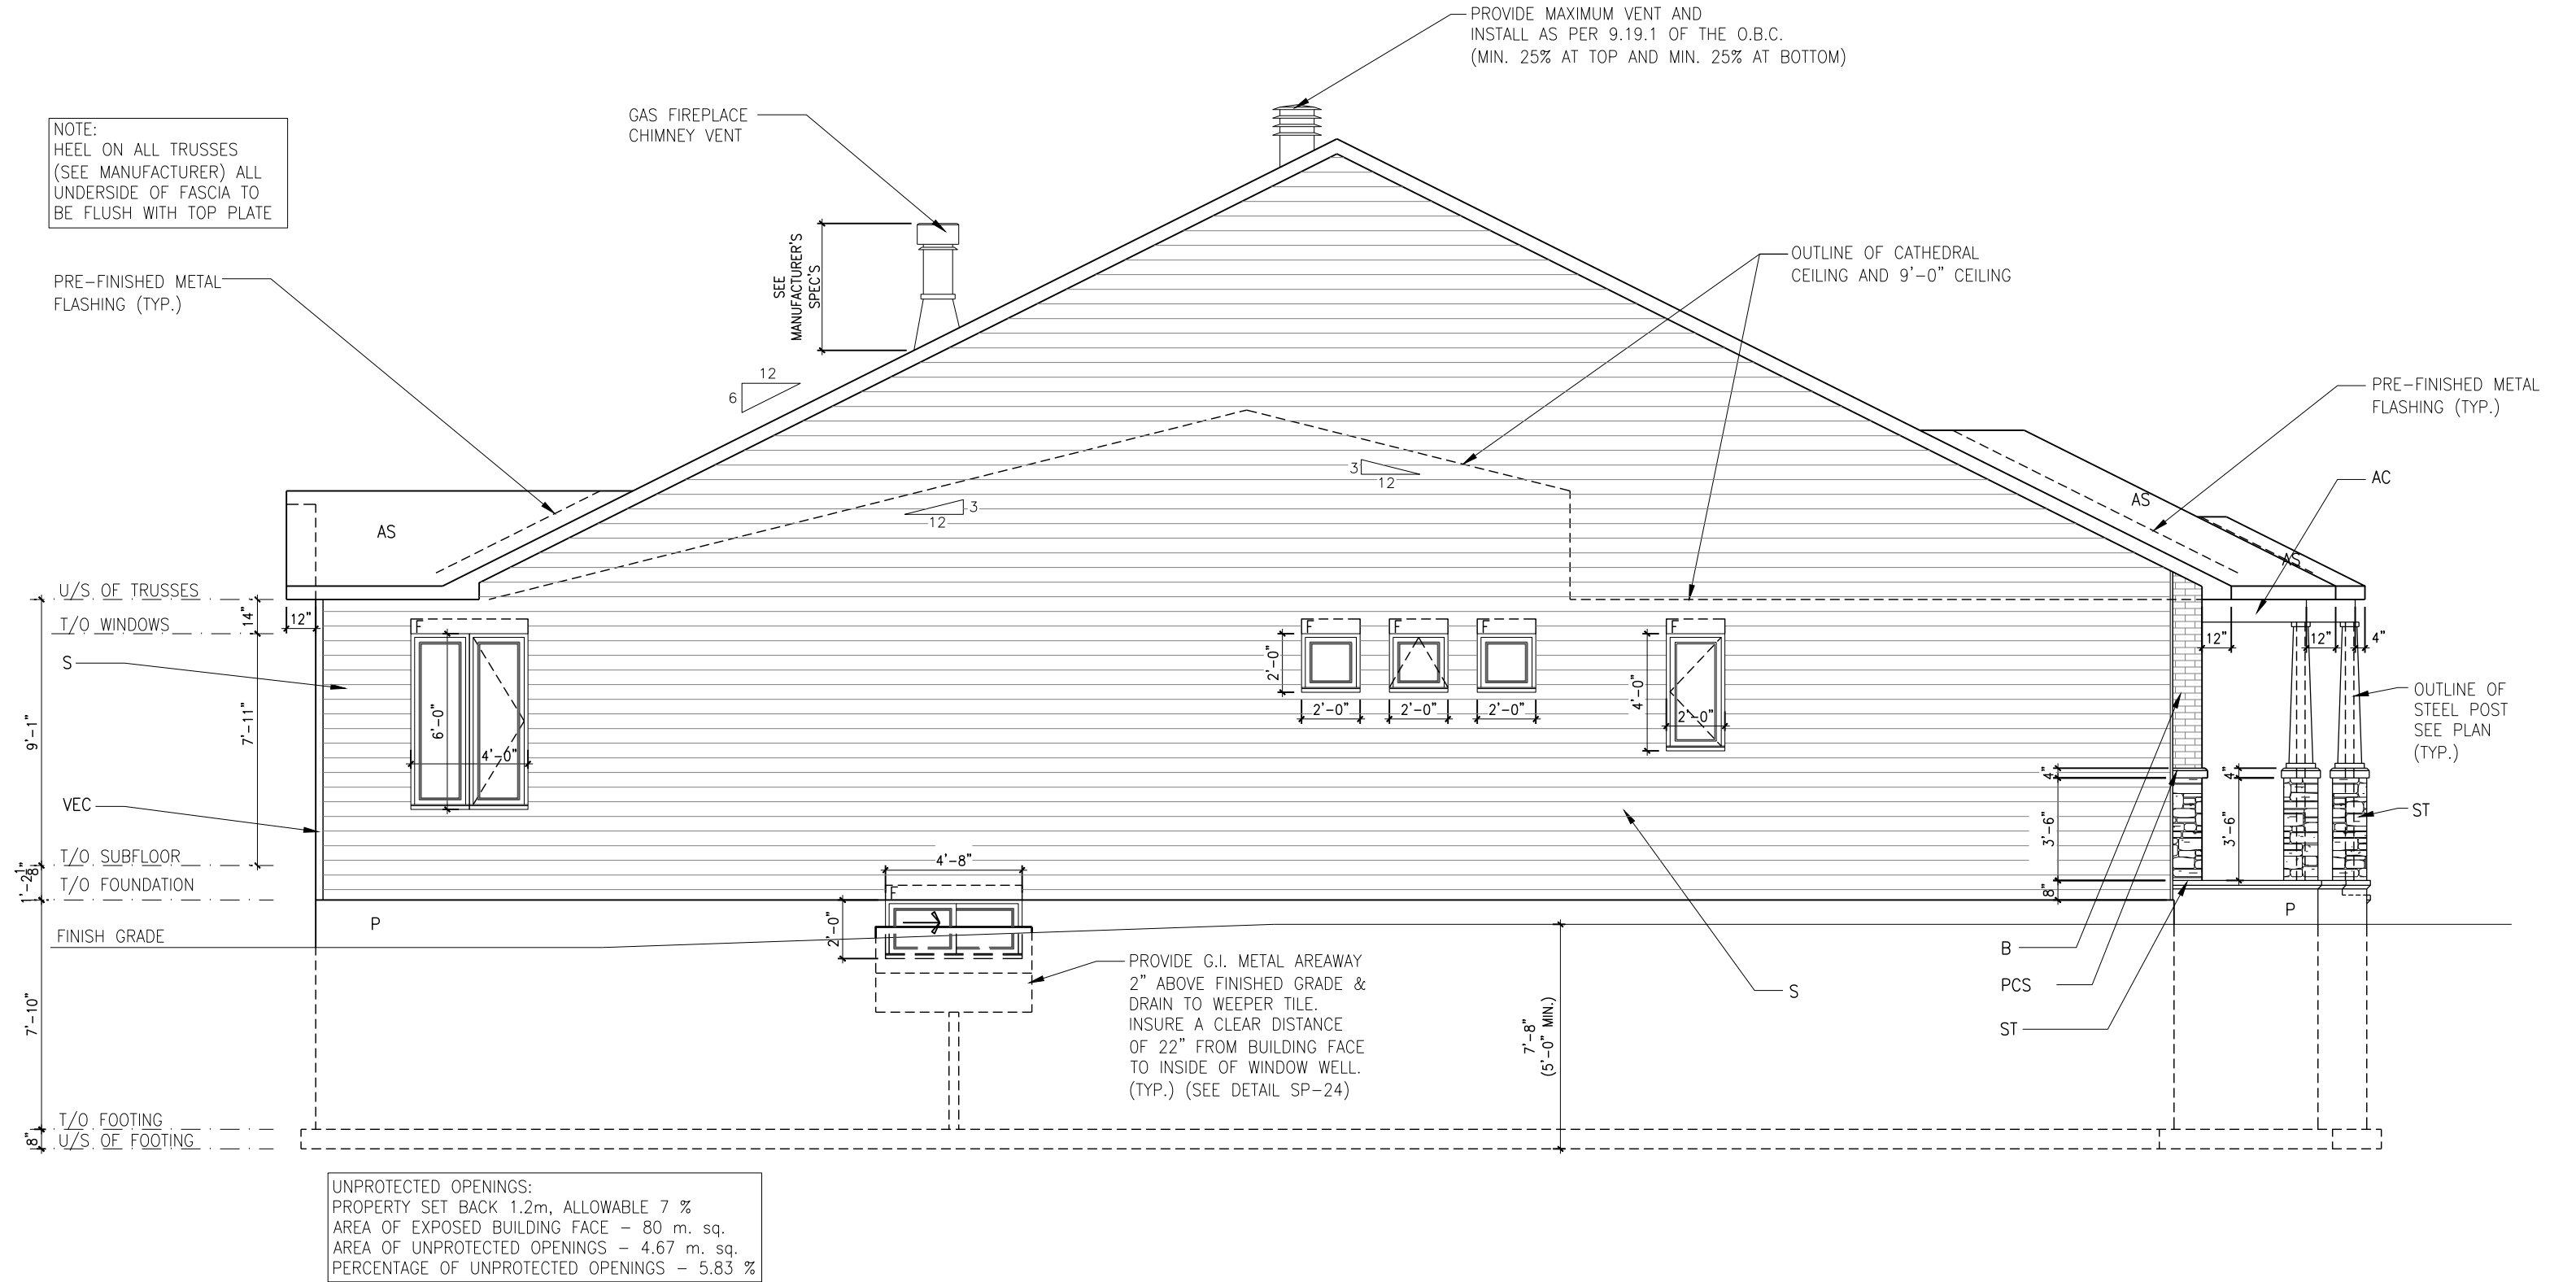 PROVIDE MAXIMUM VENT AND
INSTALL AS PER 9.19.1 OF THE O.B.C.
(MIN. 25% AT TOP AND MIN. 25% AT BOTTOM)
GAS FIREPLACE
CHIMNEY VENT
NOTE:
HEEL ON ALL TRUSSES
(SEE MANUFACTURER) ALL
UNDERSIDE OF FASCIA TO
BE FLUSH WITH TOP PLATE
SEE
MANUFACTURER'S
SPEC'S
OUTLINE OF CATHEDRAL
CEILING AND 9'-0" CEILING
PRE-FINISHED METAL
FLASHING (TYP.)
12
6
PRE-FINISHED METAL
FLASHING (TYP.)
3
12
3
12
AS
AS
AS
AC
U/S OF TRUSSES
T/O WINDOWS
14"
12"
F
F
F
F
F
12"
12"
4"
S
9'-1"
7'-11"
6'-0"
4'-0"
2'-0"
2'-0"
2'-0"
2'-0"
4'-0"
2'-0"
OUTLINE OF
STEEL POST
SEE PLAN
(TYP.)
VEC
4"
4"
3'-6"
3'-6"
ST
8"
T/O SUBFLOOR
1'-2 1/8"
T/O FOUNDATION
4'-8"
F
2'-0"
P
P
FINISH GRADE
B
PCS
ST
S
PROVIDE G.I. METAL AREAWAY
2" ABOVE FINISHED GRADE &
DRAIN TO WEEPER TILE.
INSURE A CLEAR DISTANCE
OF 22" FROM BUILDING FACE
TO INSIDE OF WINDOW WELL.
(TYP.) (SEE DETAIL SP-24)
7'-10"
7'-8"
(5'-0" MIN.)
T/O FOOTING
8"
U/S OF FOOTING
UNPROTECTED OPENINGS:
PROPERTY SET BACK 1.2m, ALLOWABLE 7 %
AREA OF EXPOSED BUILDING FACE - 80 m. sq.
AREA OF UNPROTECTED OPENINGS - 4.67 m. sq.
PERCENTAGE OF UNPROTECTED OPENINGS - 5.83 %